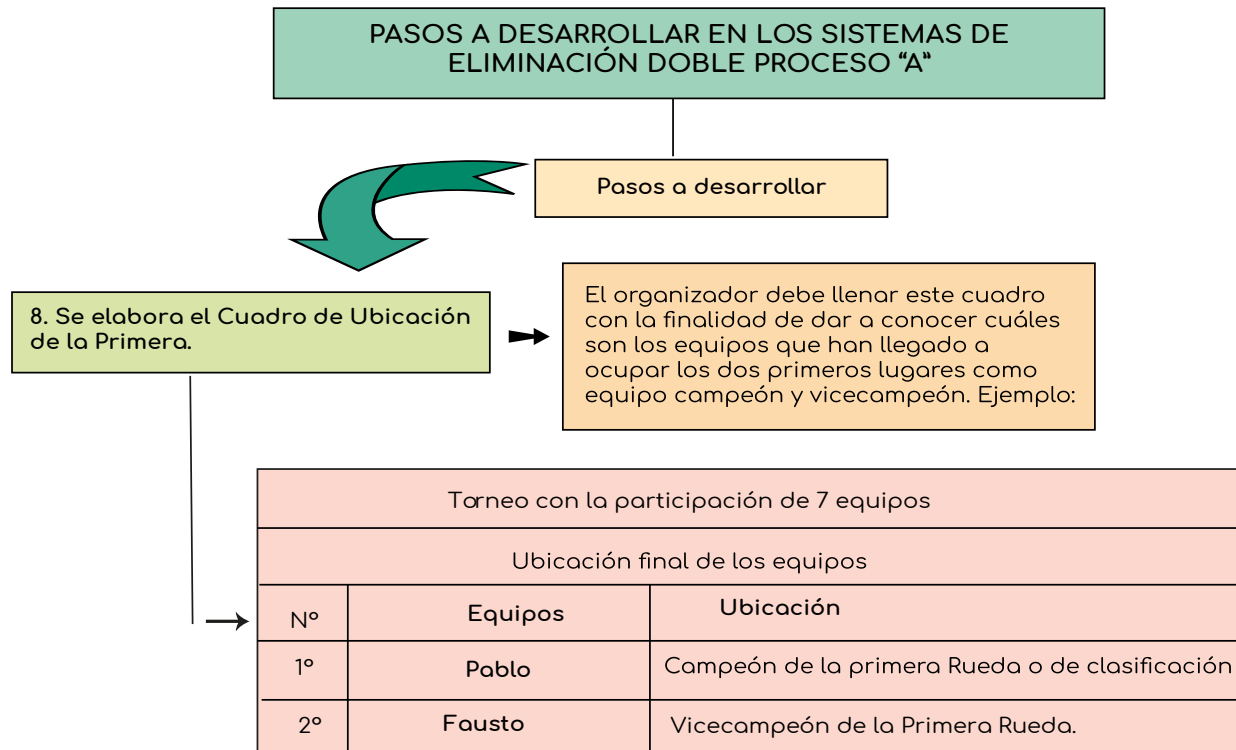 PASOS A DESARROLLAR EN LOS SISTEMAS DE
ELIMINACIÓN DOBLE PROCESO “A”
Pasos a desarrollar
8. Se elabora el Cuadro de Ubicación
de la Primera.
El organizador debe llenar este cuadro
con la finalidad de dar a conocer cuáles
son los equipos que han llegado a
ocupar los dos primeros lugares como
equipo campeón y vicecampeón. Ejemplo:
Torneo con la participación de 7 equipos
Ubicación final de los equipos
Nº Equipos Ubicación
1º Pablo Campeón de la primera Rueda o de clasificación
2º Fausto Vicecampeón de la Primera Rueda.